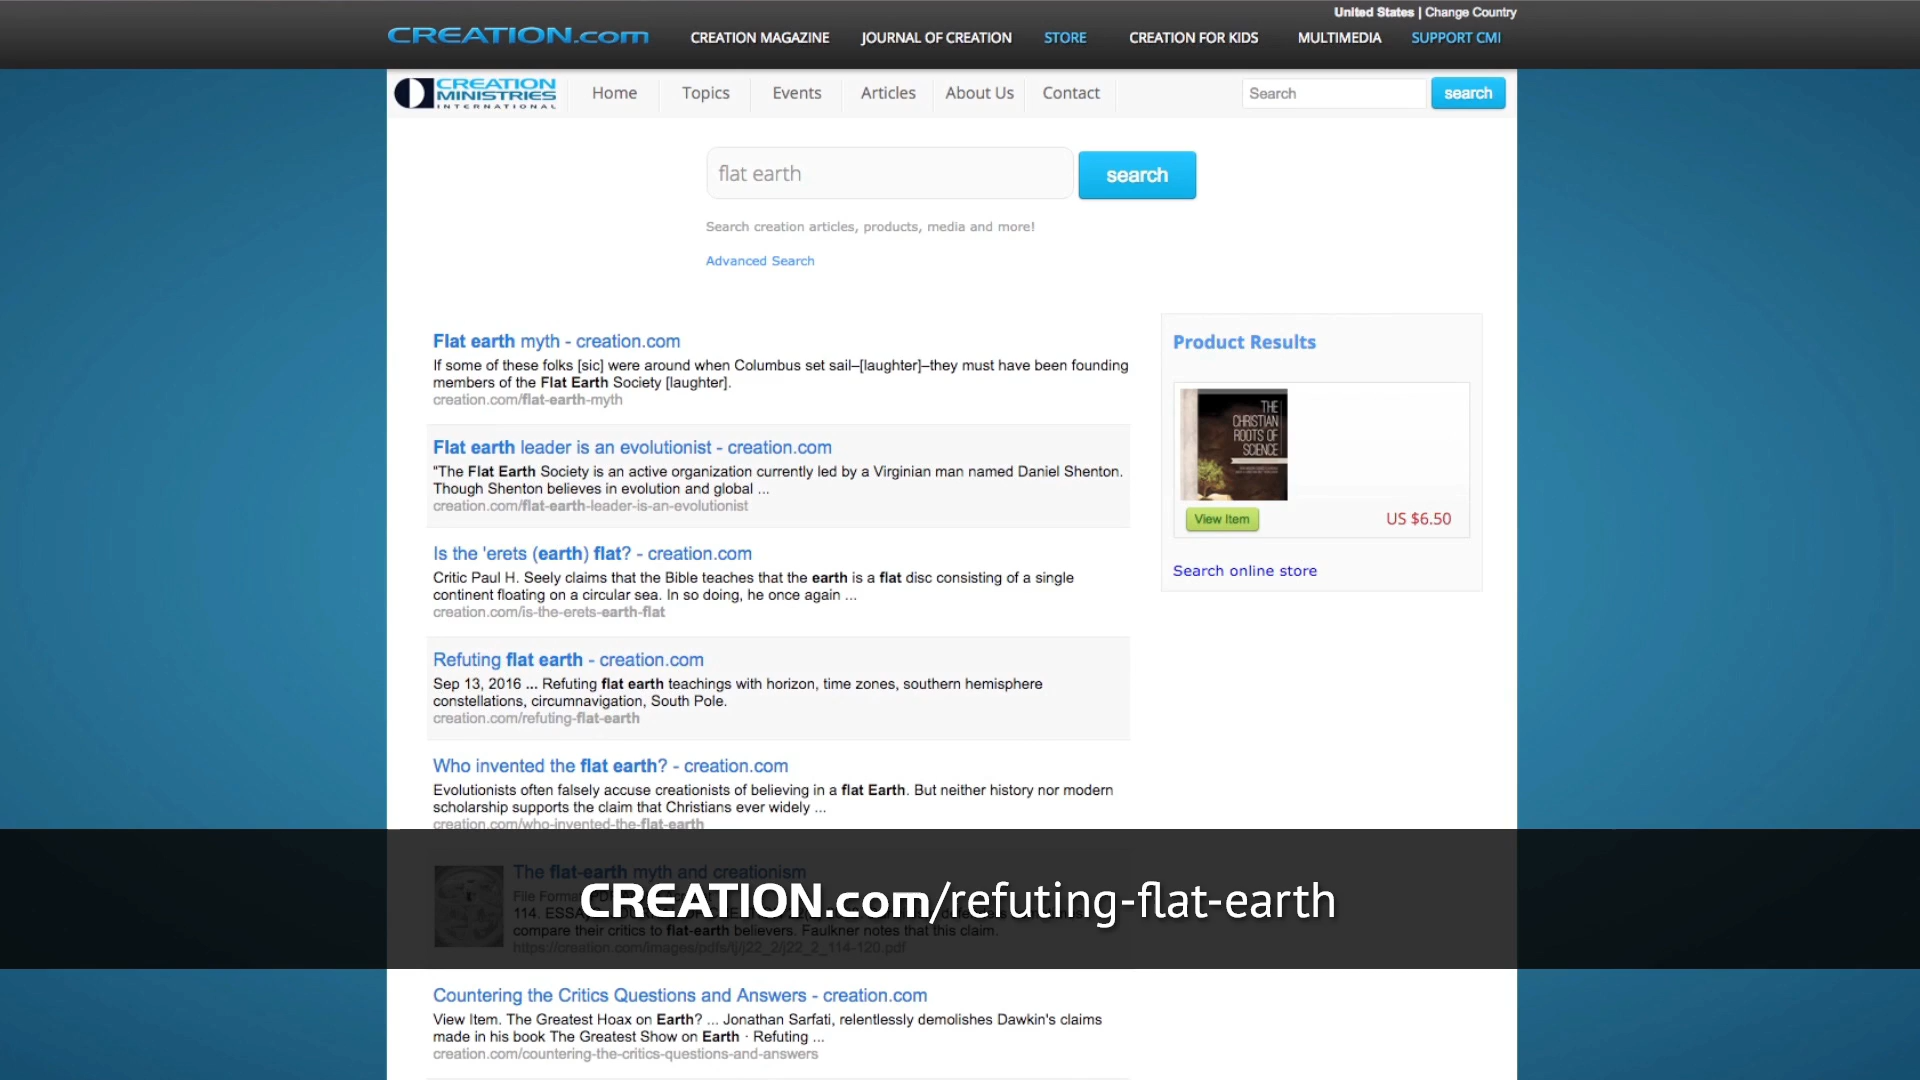 United States | Change Country
CREATION.com
CREATION MAGAZINE
JOURNAL OF CREATION
STORE
CREATION FOR KIDS
MULTIMEDIA
SUPPORT CMI
CREATION
MINISTRIES
INTERNATIONAL
Home
Topics
Events
Articles
About Us
Contact
Search
search
flat earth
search
Search creation articles, products, media and more!
Advanced Search
Flat earth myth - creation.com
If some of these folks [sic] were around when Columbus set sail–[laughter]–they must have been founding
members of the Flat Earth Society [laughter].
creation.com/flat-earth-myth
Flat earth leader is an evolutionist - creation.com
"The Flat Earth Society is an active organization currently led by a Virginian man named Daniel Shenton.
Though Shenton believes in evolution and global ...
creation.com/flat-earth-leader-is-an-evolutionist
Is the 'erets (earth) flat? - creation.com
Critic Paul H. Seely claims that the Bible teaches that the earth is a flat disc consisting of a single
continent floating on a circular sea. In so doing, he once again ...
creation.com/is-the-erets-earth-flat
Refuting flat earth - creation.com
Sep 13, 2016 ... Refuting flat earth teachings with horizon, time zones, southern hemisphere
constellations, circumnavigation, South Pole.
creation.com/refuting-flat-earth
Who invented the flat earth? - creation.com
Evolutionists often falsely accuse creationists of believing in a flat Earth. But neither history nor modern
scholarship supports the claim that Christians ever widely ...
creation.com/who-invented-the-flat-earth
Product Results
THE
CHRISTIAN
ROOTS OF
SCIENCE
View Item
US $6.50
Search online store
The flat-earth myth and creationism
File Format
CREATION.com/refuting-flat-earth
compare their critics to flat-earth believers. Faulkner notes that this claim.
https://creation.com/images/pdfs/tj/j22_2/j22_2_114-120.pdf
Countering the Critics Questions and Answers - creation.com
View Item. The Greatest Hoax on Earth? ... Jonathan Sarfati, relentlessly demolishes Dawkin's claims
made in his book The Greatest Show on Earth · Refuting ...
creation.com/countering-the-critics-questions-and-answers